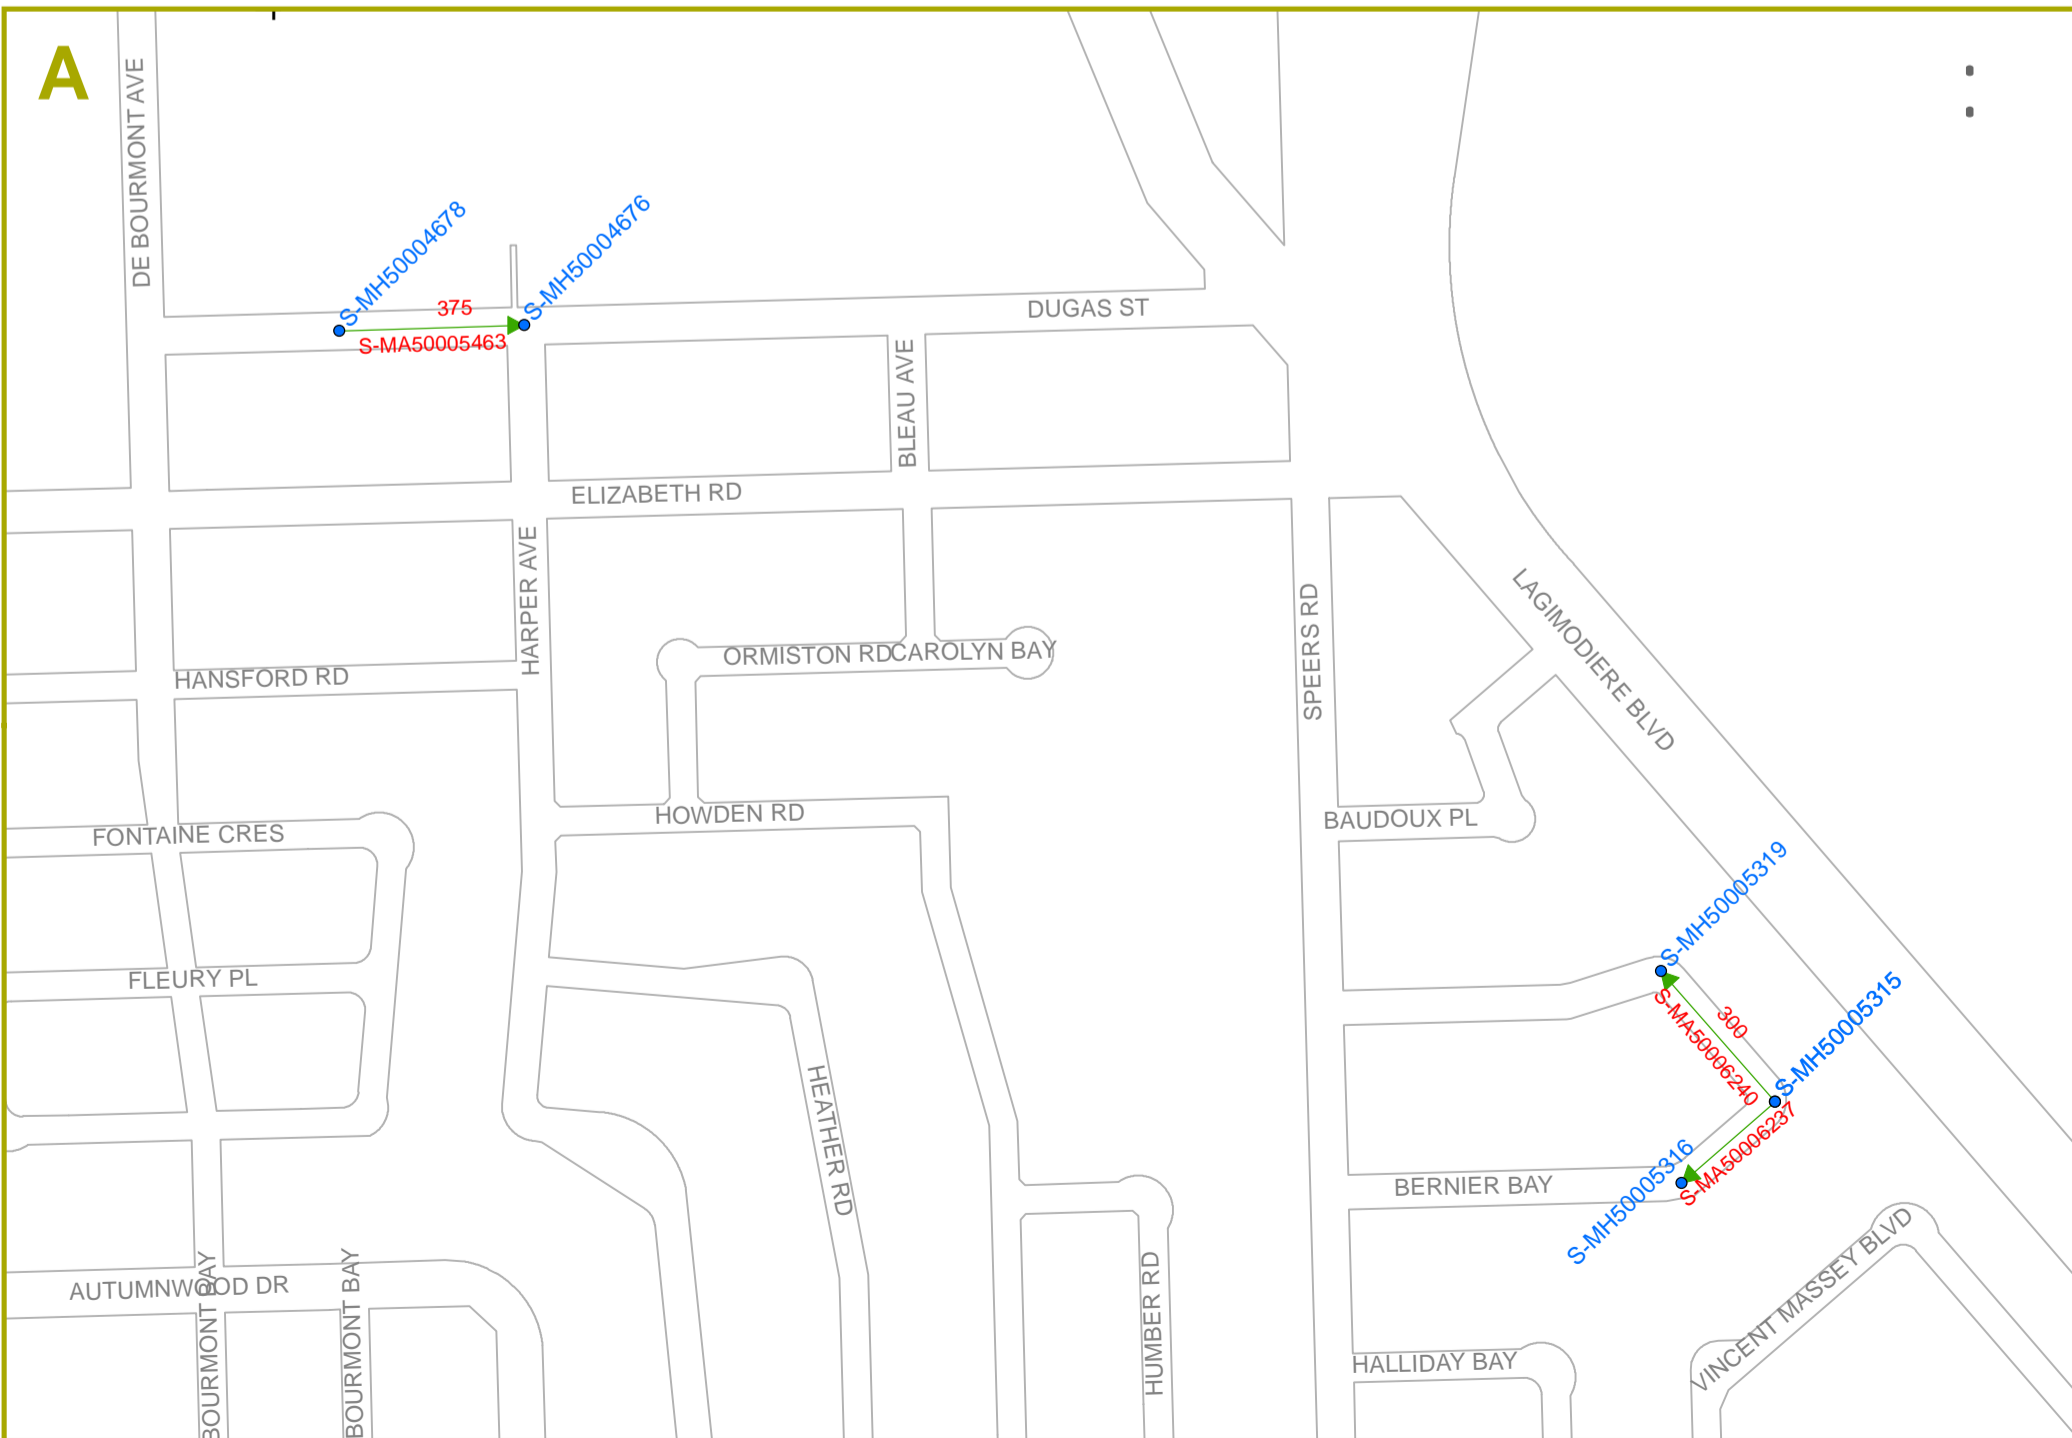 A
DE BOURMONT AVE
S-MH50004678
S-MH50004676
375
S-MA50005463
DUGAS ST
BLEAU AVE
ELIZABETH RD
HARPER AVE
LAGIMODIERE BLVD
SPEERS RD
ORMISTON RD
CAROLYN BAY
HANSFORD RD
HOWDEN RD
BAUDOUX PL
FONTAINE CRES
S-MH50005319
FLEURY PL
S-MH50005315
300
S-MA50006240
S-MA50006237
HEATHER RD
S-MH50005316
BERNIER BAY
VINCENT MASSEY BLVD
AUTUMNWOOD DR
BOURMONT BAY
BOURMONT BAY
HUMBER RD
HALLIDAY BAY